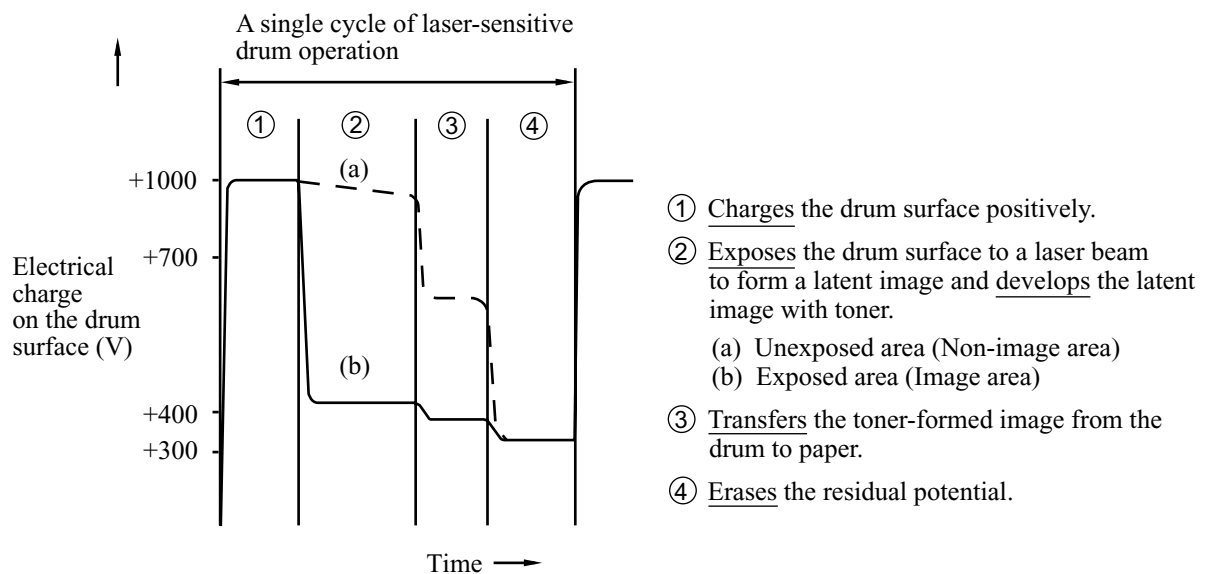 A single cycle of laser-sensitive
drum operation
① ② ③ ④
(a)
(b)
+1000
+700
+400
+300
Electrical
charge
on the drum
surface (V)
Time
① Charges the drum surface positively.
② Exposes the drum surface to a laser beam
to form a latent image and develops the latent
image with toner.
(a) Unexposed area (Non-image area)
(b) Exposed area (Image area)
③ Transfers the toner-formed image from the
drum to paper.
④ Erases the residual potential.